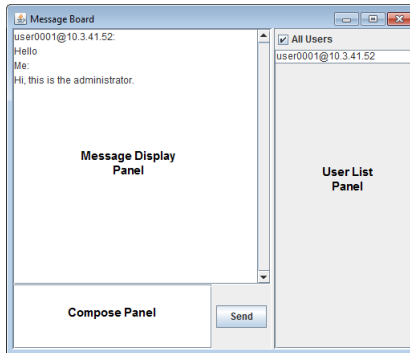 Message Board
user0001@10.3.41.52:
Hello
Me:
Hi, this is the administrator.
Message Display
Panel
All Users
user0001@10.3.41.52
User List
Panel
Compose Panel
Send